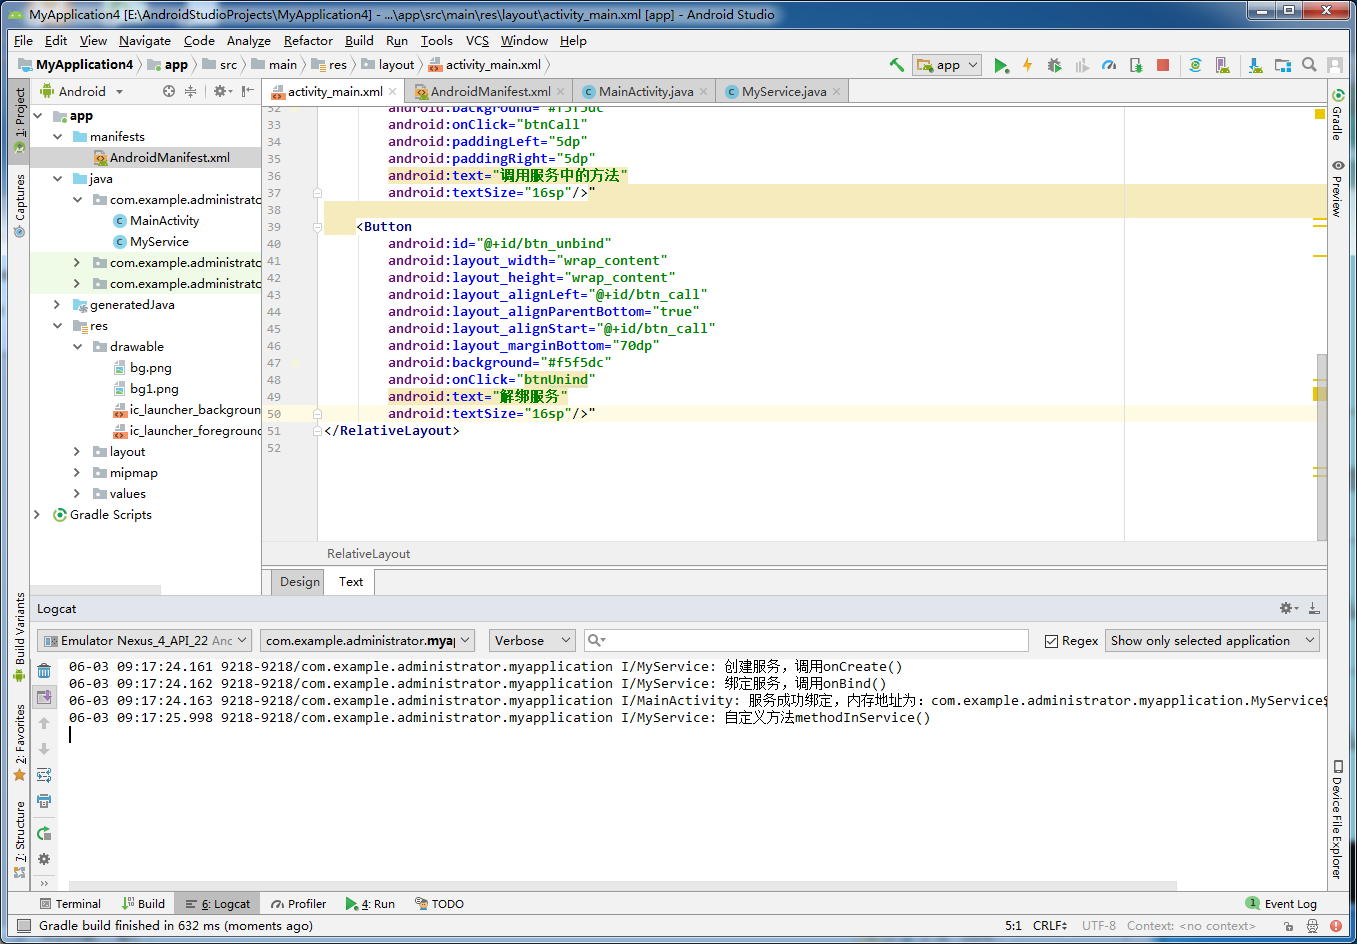 MyApplication4 [E:\AndroidStudioProjects\MyApplication4] - ...\app\src\main\res\layout\activity_main.xml [app] - Android Studio
File Edit View Navigate Code Analyze Refactor Build Run Tools VCS Window Help
MyApplication4 app src main res layout activity_main.xml
app
1: Project
Captures
Build Variants
2: Favorites
7: Structure
Android
app
manifests
AndroidManifest.xml
java
com.example.administrato
MainActivity
MyService
com.example.administrato
com.example.administrato
generatedJava
res
drawable
bg.png
bg1.png
ic_launcher_backgroun
ic_launcher_foreground
layout
mipmap
values
Gradle Scripts
activity_main.xml AndroidManifest.xml MainActivity.java MyService.java
32 android:background="#f5f5dc"
33 android:onClick="btnCall"
34 android:paddingLeft="5dp"
35 android:paddingRight="5dp"
36 android:text="调用服务中的方法"
37 android:textSize="16sp"/>"
38
39 <Button
40 android:id="@+id/btn_unbind"
41 android:layout_width="wrap_content"
42 android:layout_height="wrap_content"
43 android:layout_alignLeft="@+id/btn_call"
44 android:layout_alignParentBottom="true"
45 android:layout_alignStart="@+id/btn_call"
46 android:layout_marginBottom="70dp"
47 android:background="#f5f5dc"
48 android:onClick="btnUnind"
49 android:text="解绑服务"
50 android:textSize="16sp"/>"
51 </RelativeLayout>
52
RelativeLayout
Design Text
Gradle
Preview
Device File Explorer
Logcat
Emulator Nexus_4_API_22 Anc com.example.administrator.myap Verbose Regex Show only selected application
06-03 09:17:24.161 9218-9218/com.example.administrator.myapplication I/MyService: 创建服务，调用onCreate()
06-03 09:17:24.162 9218-9218/com.example.administrator.myapplication I/MyService: 绑定服务，调用onBind()
06-03 09:17:24.163 9218-9218/com.example.administrator.myapplication I/MainActivity: 服务成功绑定，内存地址为：com.example.administrator.myapplication.MyService$
06-03 09:17:25.998 9218-9218/com.example.administrator.myapplication I/MyService: 自定义方法methodInService()
Terminal Build 6: Logcat Profiler 4: Run TODO 1 Event Log
Gradle build finished in 632 ms (moments ago) 5:1 CRLF UTF-8 Context: <no context>